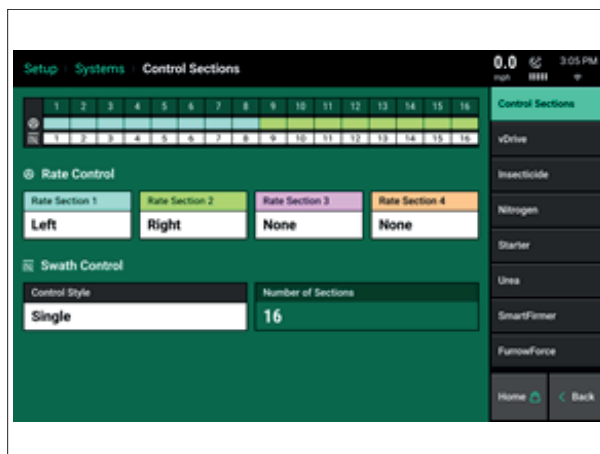 Setup Systems Control Sections
0.0
mph
3:05 PM
1 2 3 4 5 6 7 8 9 10 11 12 13 14 15 16
1 2 3 4 5 6 7 8 9 10 11 12 13 14 15 16
Rate Control
Rate Section 1 Rate Section 2 Rate Section 3 Rate Section 4
Left Right None None
Swath Control
Control Style Number of Sections
Single 16
Control Sections
vDrive
Insecticide
Nitrogen
Starter
Urea
SmartFirmer
FurrowForce
Home < Back